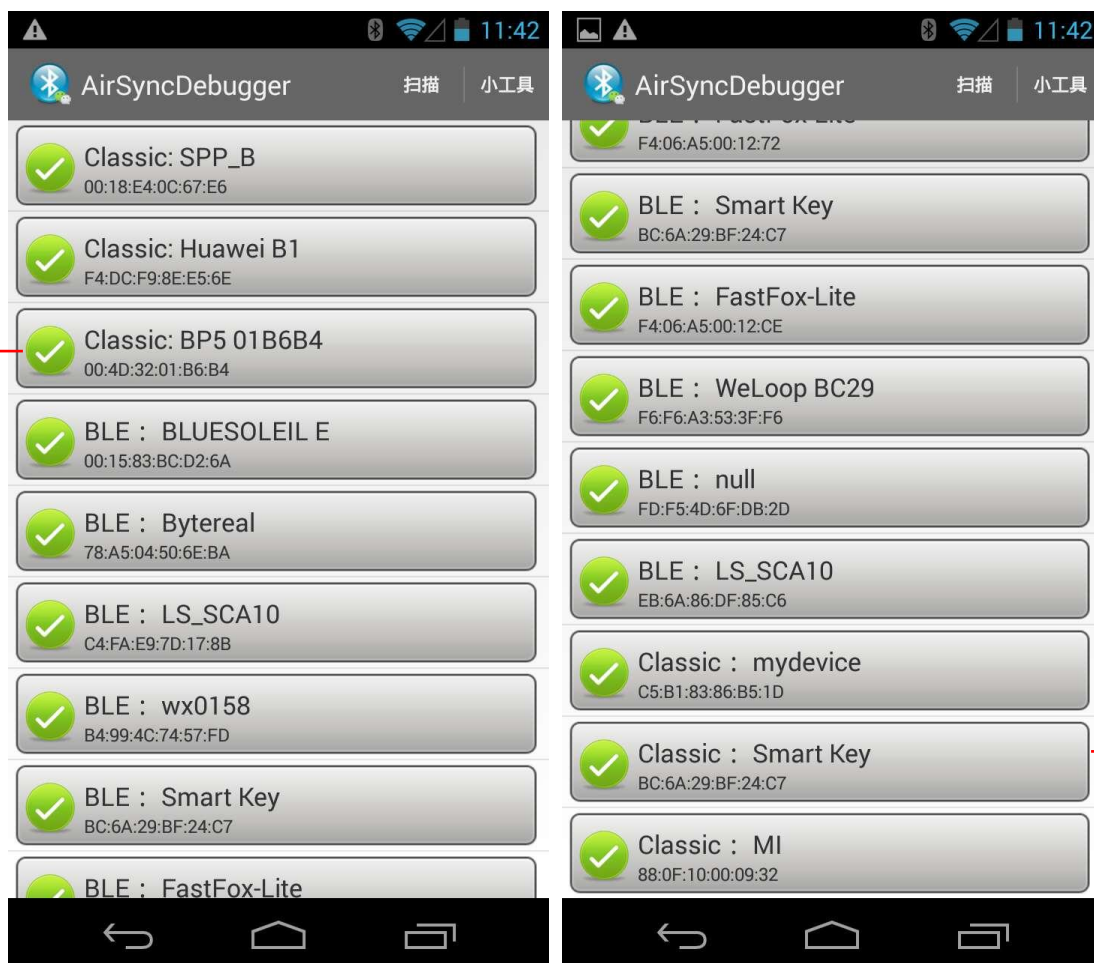 11:42
AirSyncDebugger
扫描
小工具
Classic: SPP_B
00:18:E4:0C:67:E6
Classic: Huawei B1
F4:DC:F9:8E:E5:6E
Classic: BP5 01B6B4
00:4D:32:01:B6:B4
BLE： BLUESOLEIL E
00:15:83:BC:D2:6A
BLE： Bytereal
78:A5:04:50:6E:BA
BLE： LS_SCA10
C4:FA:E9:7D:17:8B
BLE： wx0158
B4:99:4C:74:57:FD
BLE： Smart Key
BC:6A:29:BF:24:C7
BLE： FastFox-Lite
11:42
AirSyncDebugger
扫描
小工具
BLE： FastFox-Lite
F4:06:A5:00:12:72
BLE： Smart Key
BC:6A:29:BF:24:C7
BLE： FastFox-Lite
F4:06:A5:00:12:CE
BLE： WeLoop BC29
F6:F6:A3:53:3F:F6
BLE： null
FD:F5:4D:6F:DB:2D
BLE： LS_SCA10
EB:6A:86:DF:85:C6
Classic： mydevice
C5:B1:83:86:B5:1D
Classic： Smart Key
BC:6A:29:BF:24:C7
Classic： MI
88:0F:10:00:09:32